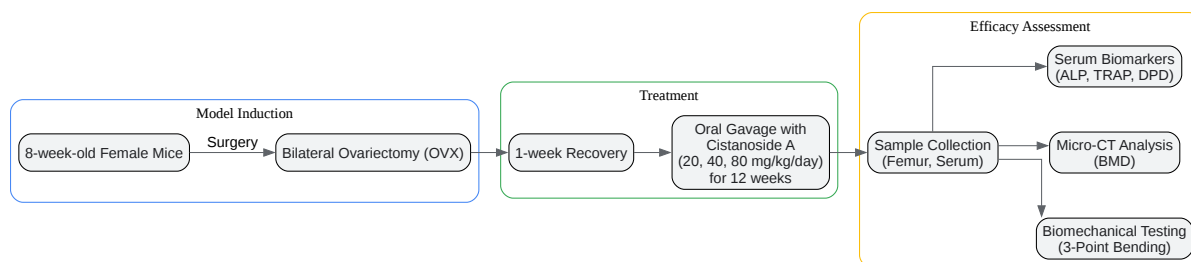 Model Induction
8-week-old Female Mice
Surgery
Bilateral Ovariectomy (OVX)
Treatment
1-week Recovery
Oral Gavage with
Cistanoside A
(20, 40, 80 mg/kg/day)
for 12 weeks
Efficacy Assessment
Sample Collection
(Femur, Serum)
Serum Biomarkers
(ALP, TRAP, DPD)
Micro-CT Analysis
(BMD)
Biomechanical Testing
(3-Point Bending)